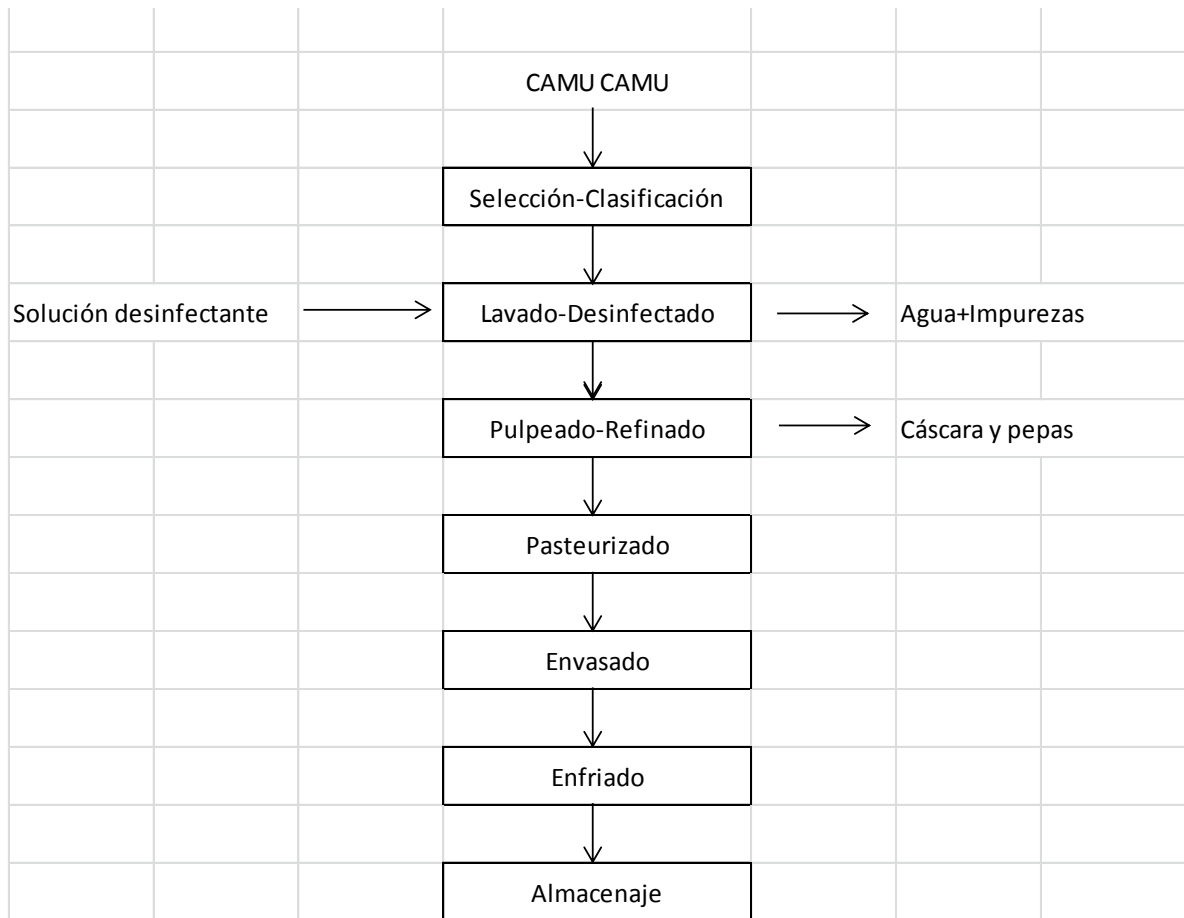 CAMU CAMU
Selección-Clasificación
Solución desinfectante
Lavado-Desinfectado
Agua+Impurezas
Pulpeado-Refinado
Cáscara y pepas
Pasteurizado
Envasado
Enfriado
Almacenaje